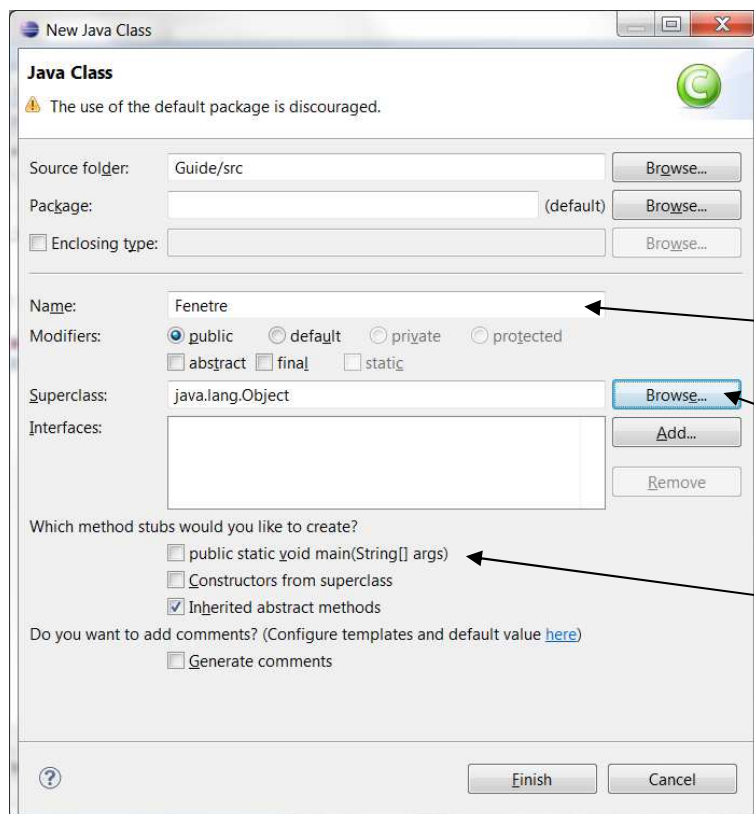 New Java Class
Java Class
The use of the default package is discouraged.
Source folder: Guide/src Browse...
Package: (default) Browse...
Enclosing type: Browse...
Name: Fenetre
Modifiers: public default private protected
abstract final static
Superclass: java.lang.Object Browse...
Interfaces: Add...
Remove
Which method stubs would you like to create?
public static void main(String[] args)
Constructors from superclass
Inherited abstract methods
Do you want to add comments? (Configure templates and default value here)
Generate comments
? Finish Cancel